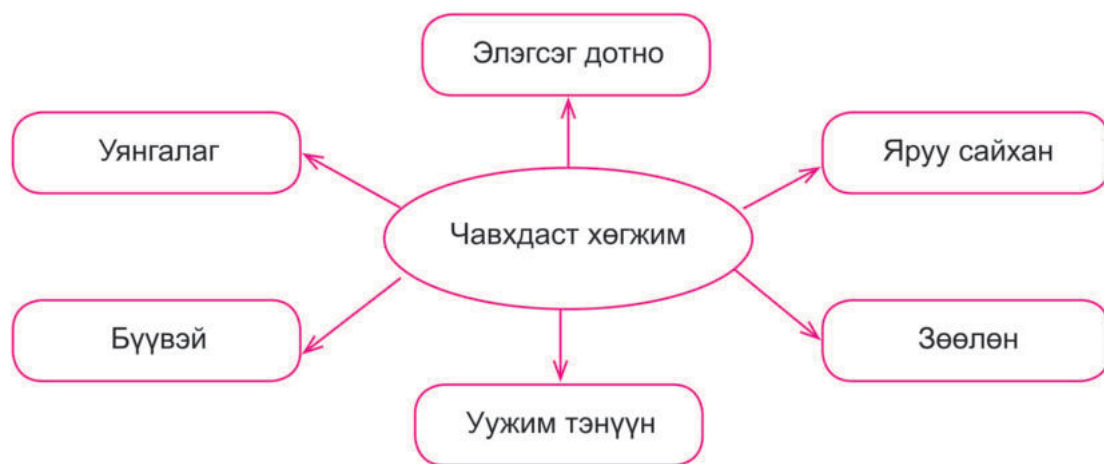 Элэгсэг дотно
Уянгалаг
Яруу сайхан
Чавхдаст хөгжим
Бүүвэй
Зөөлөн
Уужим тэнүүн